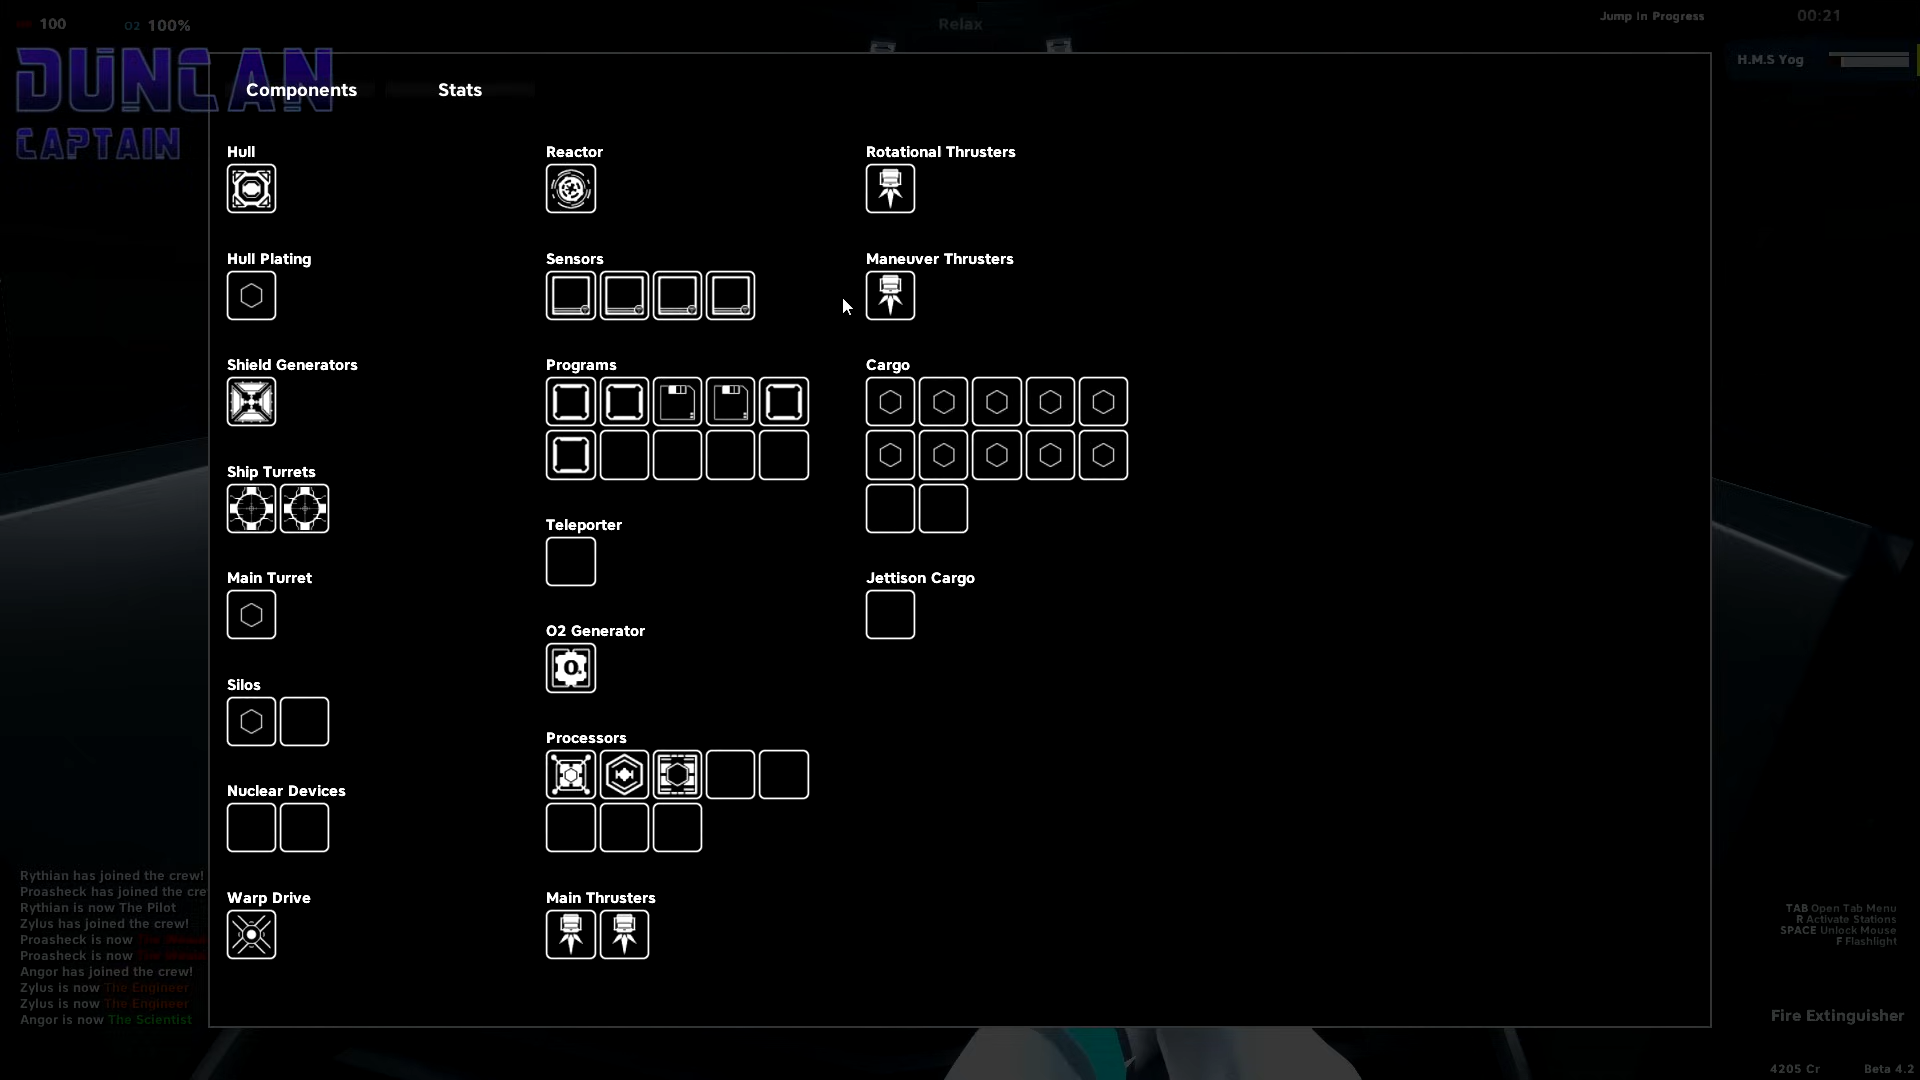 100
O2 100%
Relax
Jump In Progress
00:21
DUNCAN
CAPTAIN
H.M.S Yog
Components
Stats
Hull
Reactor
Rotational Thrusters
Hull Plating
Sensors
Maneuver Thrusters
Shield Generators
Programs
Cargo
Ship Turrets
Teleporter
Main Turret
Jettison Cargo
O2 Generator
O
Silos
Processors
Nuclear Devices
Warp Drive
Main Thrusters
Rythian has joined the crew!
Proasheck has joined the cre
Rythian is now The Pilot
Zylus has joined the crew!
Proasheck is now
Proasheck is now
Angor has joined the crew!
Zylus is now The Engineer
Zylus is now The Engineer
Angor is now The Scientist
TAB Open Tab Menu
R Activate Stations
SPACE Unlock Mouse
F Flashlight
Fire Extinguisher
4205 Cr
Beta 4.2